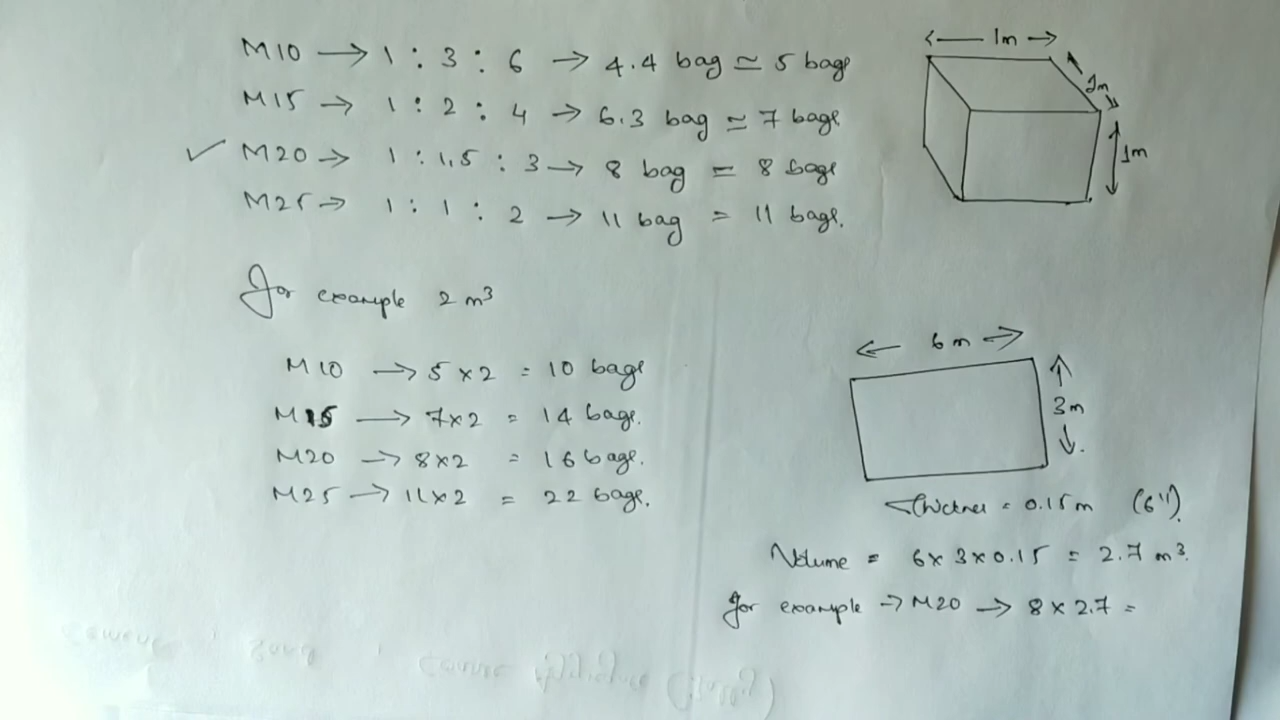 M10 → 1 : 3 : 6 → 4.4 bag ≃ 5 bags
M15 → 1 : 2 : 4 → 6.3 bag ≃ 7 bags.
✓ M20 → 1 : 1.5 : 3 → 8 bag = 8 bags
M25 → 1 : 1 : 2 → 11 bag = 11 bags.
1m
1m
1m
for example 2 m³
M10 → 5 × 2 = 10 bags
M15 → 7 × 2 = 14 bags.
M20 → 8 × 2 = 16 bags.
M25 → 11 × 2 = 22 bags.
6 m
3 m
Thickness = 0.15 m (6").
Volume = 6 × 3 × 0.15 = 2.7 m³.
for example → M20 → 8 × 2.7 =